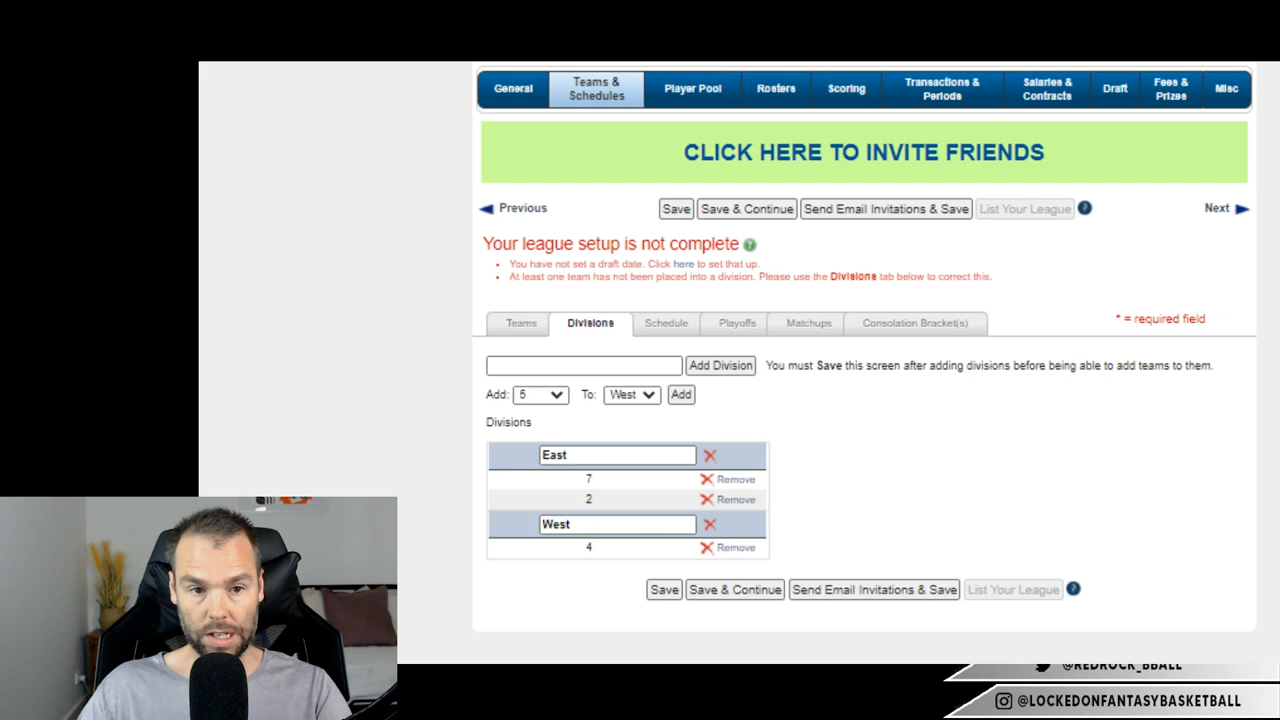 General
Teams &
Schedules
Player Pool
Rosters
Scoring
Transactions &
Periods
Salaries &
Contracts
Draft
Fees &
Prizes
Misc
CLICK HERE TO INVITE FRIENDS
Previous
Save
Save & Continue
Send Email Invitations & Save
List Your League
?
Next
Your league setup is not complete ?
You have not set a draft date. Click here to set that up.
At least one team has not been placed into a division. Please use the Divisions tab below to correct this.
Teams
Divisions
Schedule
Playoffs
Matchups
Consolation Bracket(s)
* = required field
Add Division
You must Save this screen after adding divisions before being able to add teams to them.
Add: 5 To: West Add
Divisions
East
7 Remove
2 Remove
West
4 Remove
Save
Save & Continue
Send Email Invitations & Save
List Your League
?
@REDROCK_BBALL
@LOCKEDONFANTASYBASKETBALL